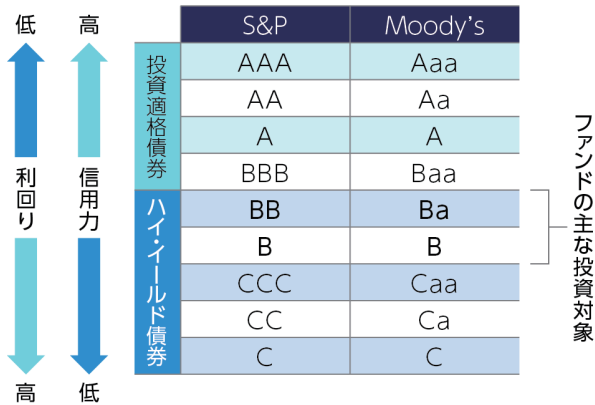 低 高
利回り
信用力
高 低
S&P Moody's
投資適格債券
AAA Aaa
AA Aa
A A
BBB Baa
ハイ・イールド債券
BB Ba
B B
CCC Caa
CC Ca
C C
ファンドの主な投資対象